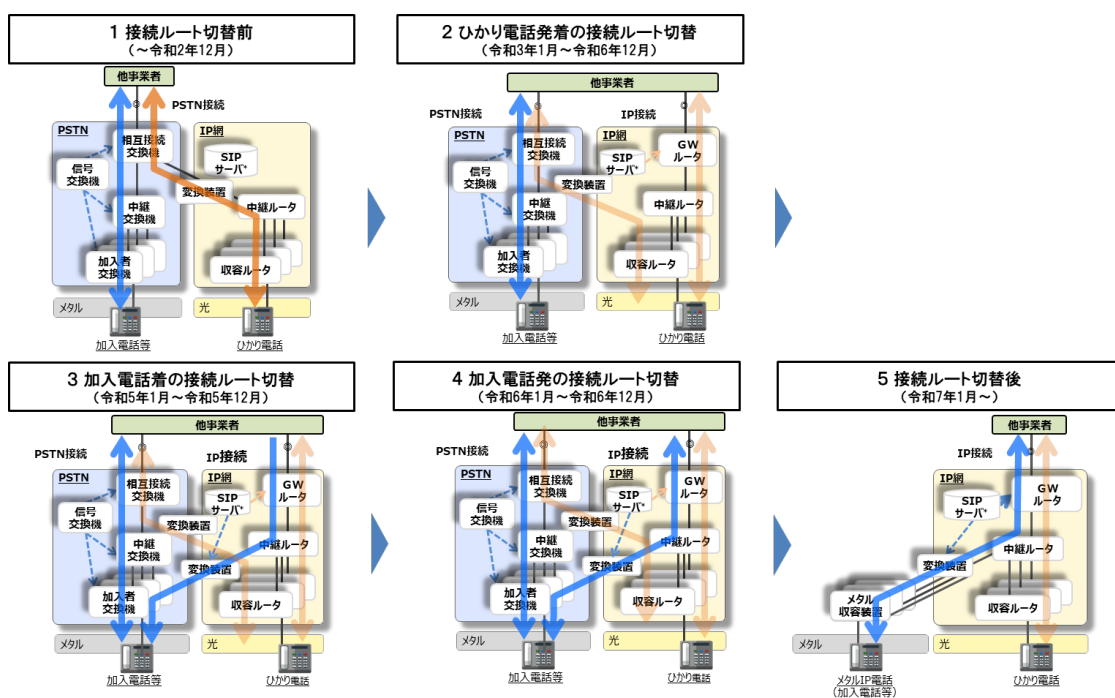 1 接続ルート切替前
（～令和2年12月）
他事業者
PSTN接続
PSTN
IP網
相互接続
交換機
SIP
サーバ*
信号
交換機
変換装置
中継
交換機
中継ルータ
加入者
交換機
収容ルータ
メタル
光
加入電話等
ひかり電話
2 ひかり電話発着の接続ルート切替
（令和3年1月～令和6年12月）
他事業者
PSTN接続
IP接続
PSTN
IP網
相互接続
交換機
SIP
サーバ*
GW
ルータ
信号
交換機
変換装置
中継
交換機
中継ルータ
加入者
交換機
収容ルータ
メタル
光
加入電話等
ひかり電話
3 加入電話着の接続ルート切替
（令和5年1月～令和5年12月）
他事業者
PSTN接続
IP接続
PSTN
IP網
相互接続
交換機
SIP
サーバ*
GW
ルータ
信号
交換機
変換装置
中継
交換機
中継ルータ
変換装置
加入者
交換機
収容ルータ
メタル
光
加入電話等
ひかり電話
4 加入電話発の接続ルート切替
（令和6年1月～令和6年12月）
他事業者
PSTN接続
IP接続
PSTN
IP網
相互接続
交換機
SIP
サーバ*
GW
ルータ
信号
交換機
変換装置
中継
交換機
中継ルータ
変換装置
加入者
交換機
収容ルータ
メタル
光
加入電話等
ひかり電話
5 接続ルート切替後
（令和7年1月～）
他事業者
IP接続
IP網
SIP
サーバ*
GW
ルータ
中継ルータ
変換装置
メタル
収容装置
収容ルータ
メタル
光
メタルIP電話
（加入電話等）
ひかり電話